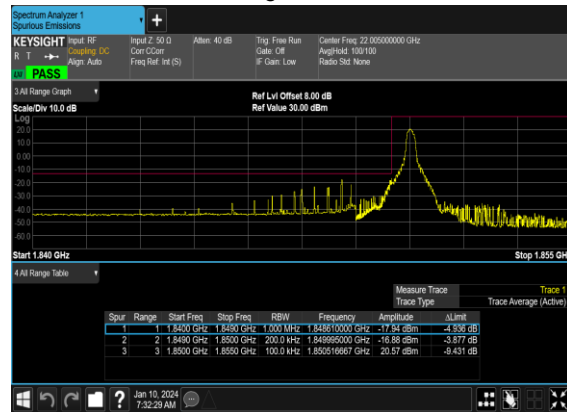 Spectrum Analyzer 1
Spurious Emissions
+
KEYSIGHT Input: RF Input Z: 50 Ω Atten: 40 dB Trig: Free Run Center Freq: 22.005000000 GHz
R T Coupling: DC Corr CCorr Gate: Off Avg|Hold: 100/100
Align: Auto Freq Ref: Int (S) IF Gain: Low Radio Std: None
PASS
3 All Range Graph
Ref Lvl Offset 8.00 dB
Scale/Div 10.0 dB Ref Value 30.00 dBm
Log
20.0
10.0
0.00
-10.0
-20.0
-30.0
-40.0
-50.0
-60.0
Start 1.840 GHz Stop 1.855 GH
4 All Range Table
Measure Trace Trace 1
Trace Type Trace Average (Active)
Spur Range Start Freq Stop Freq RBW Frequency Amplitude ΔLimit
1 1 1.8400 GHz 1.8490 GHz 1.000 MHz 1.848610000 GHz -17.94 dBm -4.936 dB
2 2 1.8490 GHz 1.8500 GHz 200.0 kHz 1.849995000 GHz -16.88 dBm -3.877 dB
3 3 1.8500 GHz 1.8550 GHz 100.0 kHz 1.850516667 GHz 20.57 dBm -9.431 dB
? Jan 10, 2024
7:32:29 AM